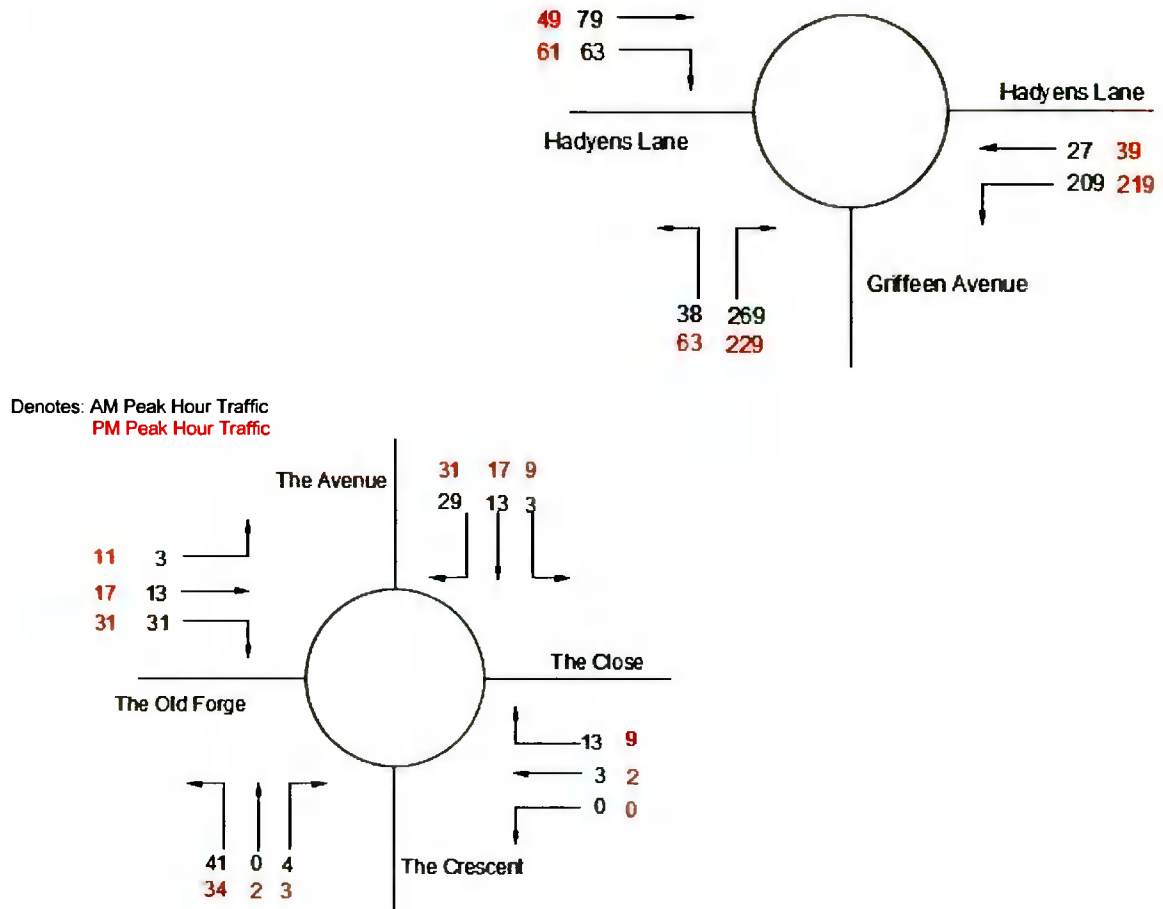 49 79
61 63
Hadyens Lane
Hadyens Lane
27 39
209 219
Griffeen Avenue
38 269
63 229
Denotes: AM Peak Hour Traffic
PM Peak Hour Traffic
The Avenue
31 17 9
29 13 3
11 3
17 13
31 31
The Close
The Old Forge
13 9
3 2
0 0
41 0 4
34 2 3
The Crescent